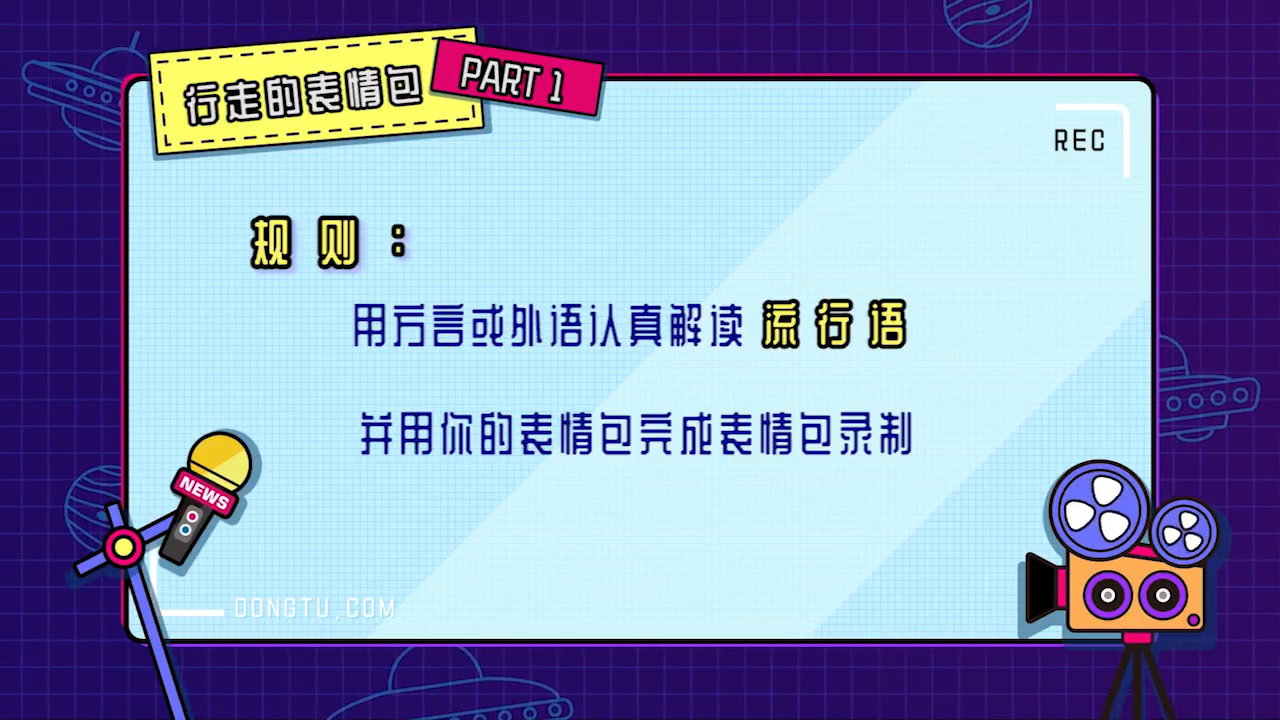 行走的表情包
PART 1
REC
规则：
用方言或外语认真解读 流行语
并用你的表情包完成表情包录制
NEWS
DONGTU.COM